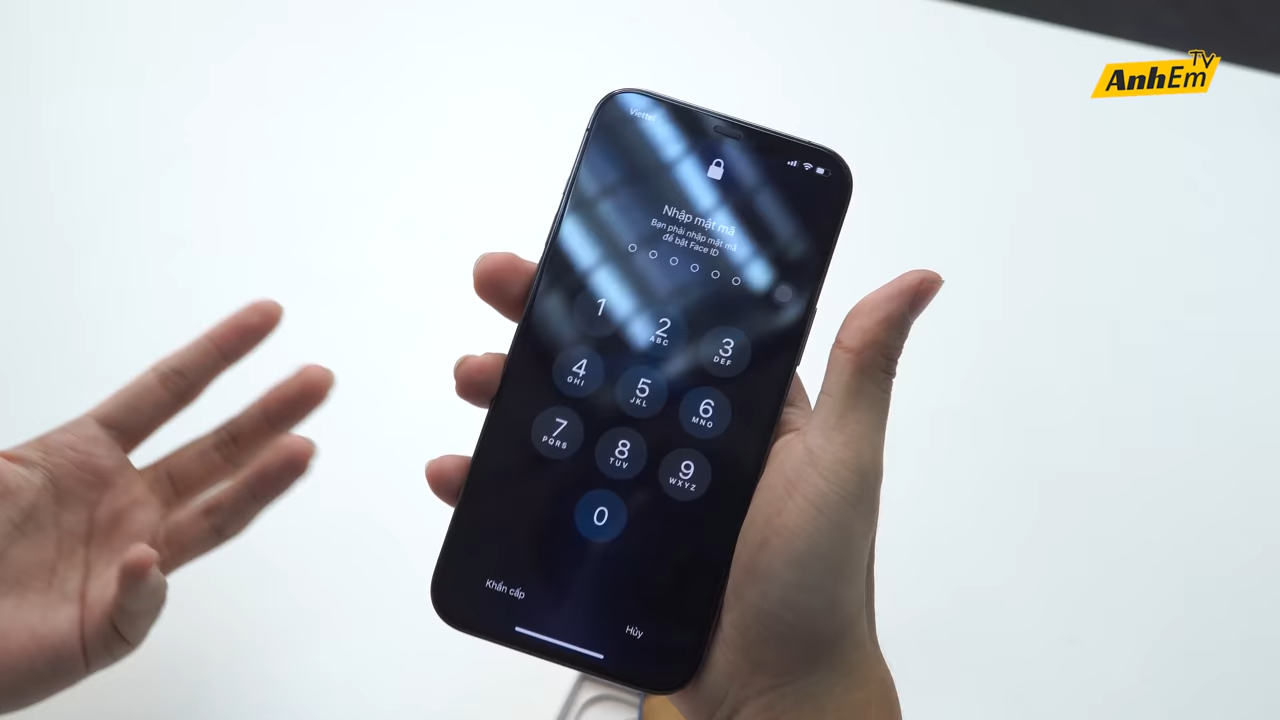 AnhEm TV
Viettel
Nhập mật mã
Bạn phải nhập mật mã
để bật Face ID
1
2
ABC
3
DEF
4
GHI
5
JKL
6
MNO
7
PQRS
8
TUV
9
WXYZ
0
Khẩn cấp
Hủy